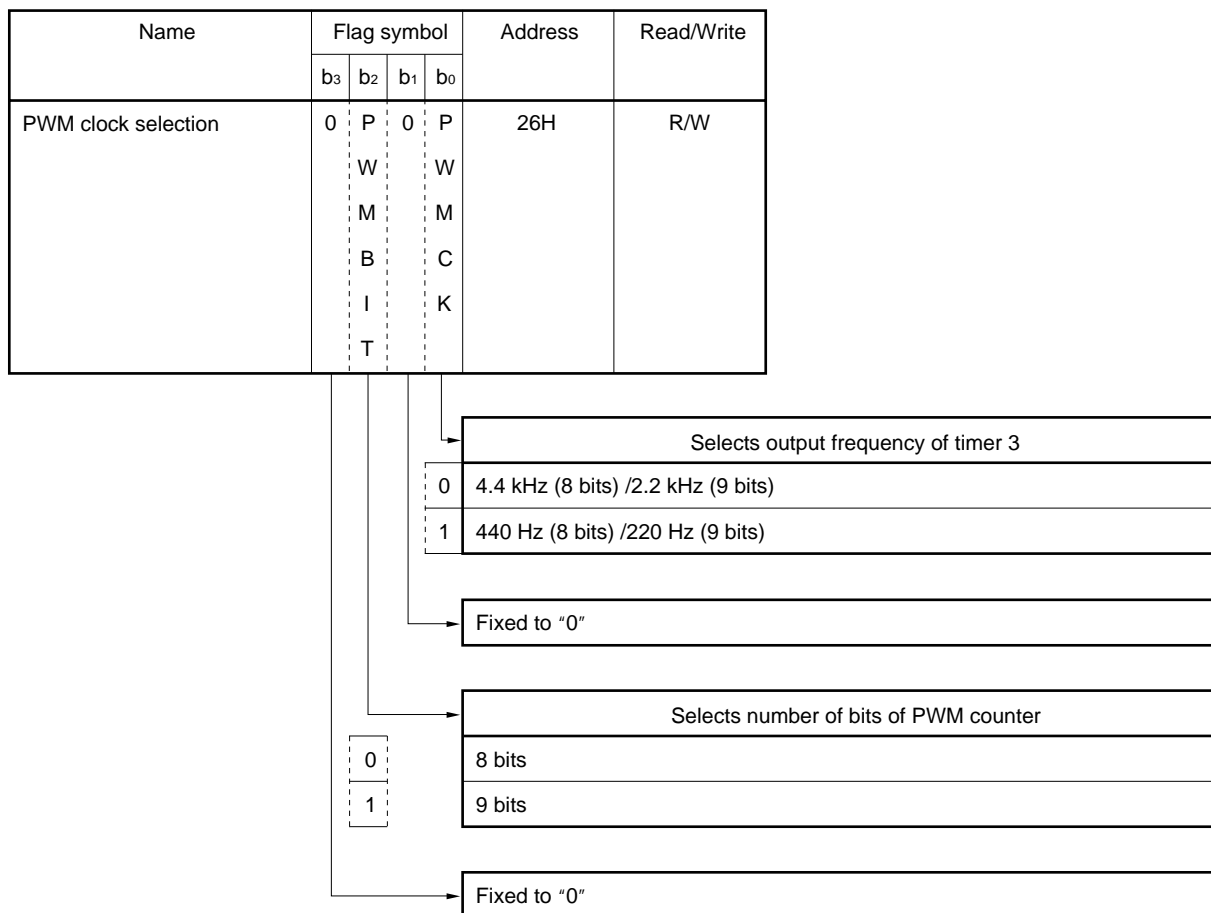 Name Flag symbol Address Read/Write
b3 b2 b1 b0
PWM clock selection 0 P 0 P 26H R/W
W W
M M
B C
I K
T
Selects output frequency of timer 3
0 4.4 kHz (8 bits) /2.2 kHz (9 bits)
1 440 Hz (8 bits) /220 Hz (9 bits)
Fixed to “0”
Selects number of bits of PWM counter
0 8 bits
1 9 bits
Fixed to “0”